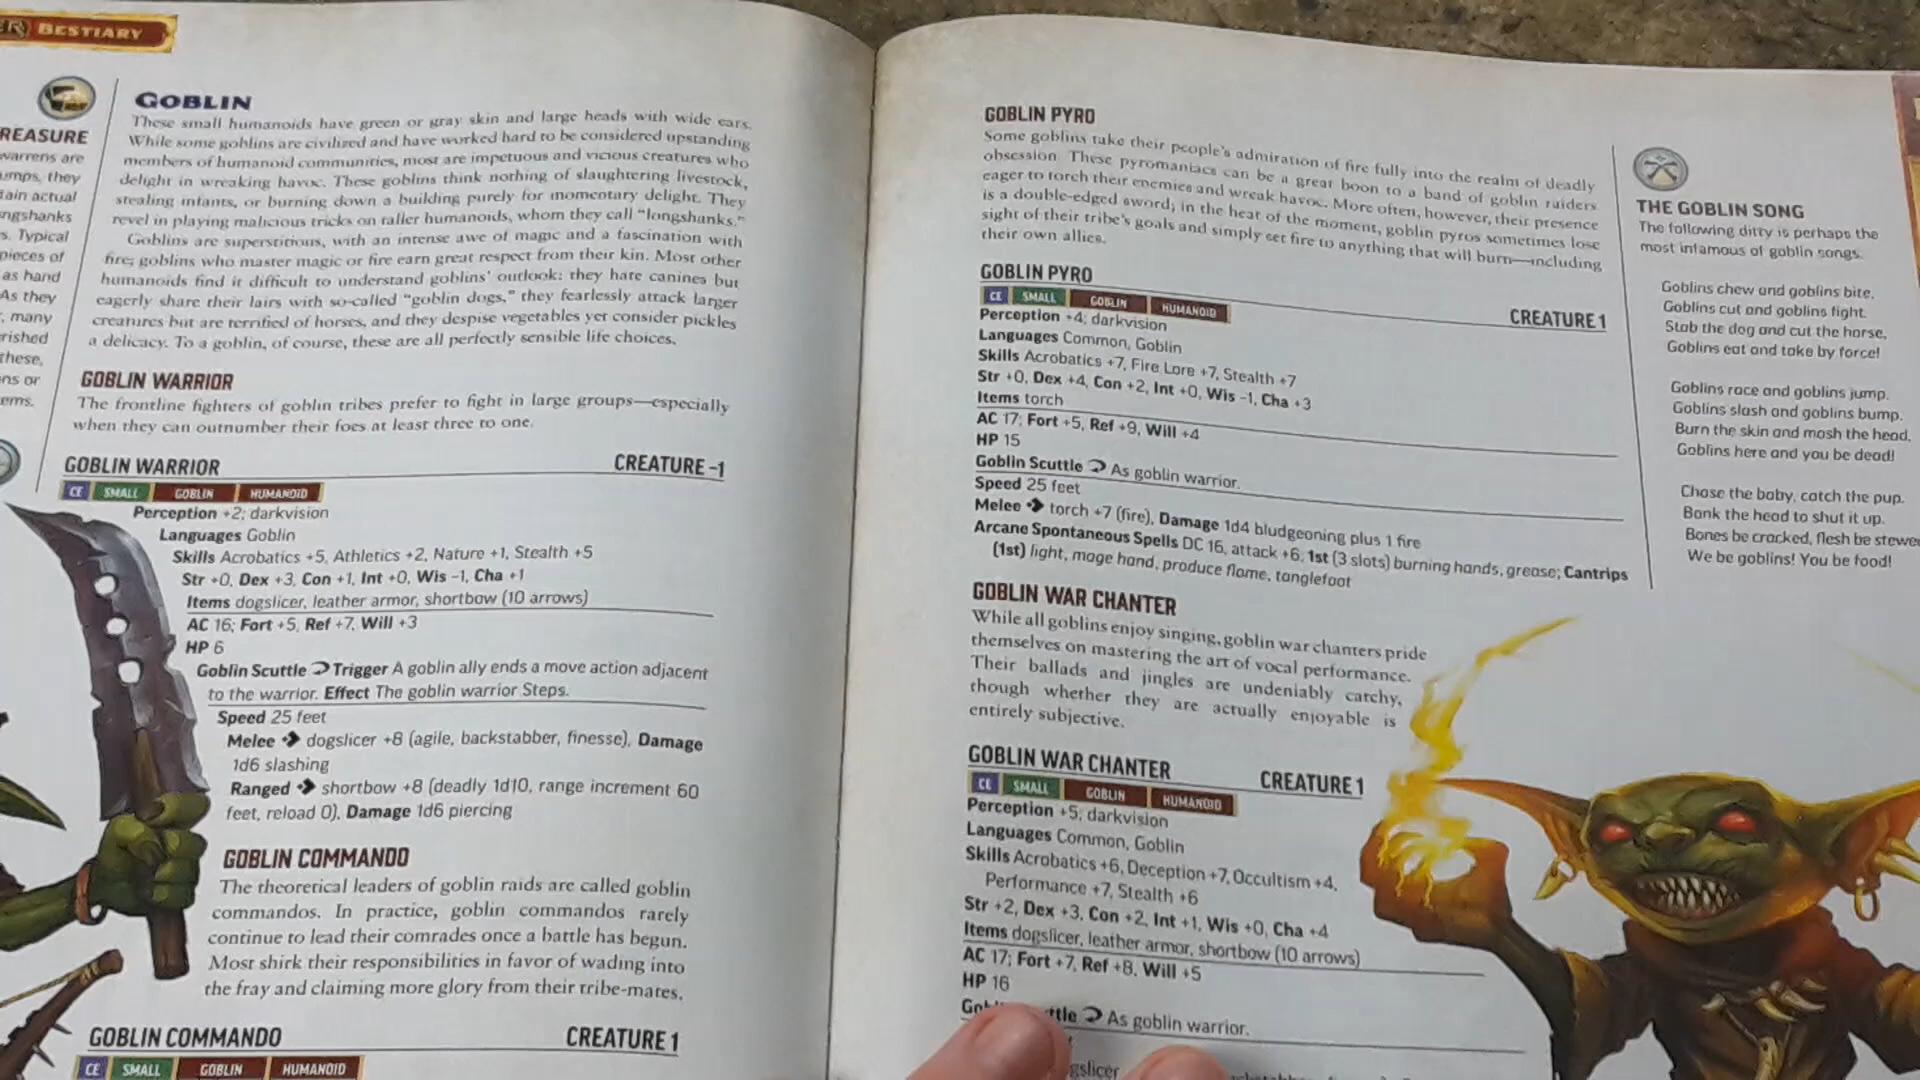 BESTIARY
REASURE
warrens are
umps, they
tain actual
ngshanks
s. Typical
pieces of
as hand
As they
, many
rished
these,
ns or
ems.
GOBLIN
These small humanoids have green or gray skin and large heads with wide ears.
While some goblins are civilized and have worked hard to be considered upstanding
members of humanoid communities, most are impetuous and vicious creatures who
delight in wreaking havoc. These goblins think nothing of slaughtering livestock,
stealing infants, or burning down a building purely for momentary delight. They
revel in playing malicious tricks on taller humanoids, whom they call "longshanks."
Goblins are superstitious, with an intense awe of magic and a fascination with
fire; goblins who master magic or fire earn great respect from their kin. Most other
humanoids find it difficult to understand goblins' outlook: they hate canines but
eagerly share their lairs with so-called "goblin dogs," they fearlessly attack larger
creatures but are terrified of horses, and they despise vegetables yet consider pickles
a delicacy. To a goblin, of course, these are all perfectly sensible life choices.
GOBLIN WARRIOR
The frontline fighters of goblin tribes prefer to fight in large groups—especially
when they can outnumber their foes at least three to one.
GOBLIN WARRIOR CREATURE -1
CE SMALL GOBLIN HUMANOID
Perception +2; darkvision
Languages Goblin
Skills Acrobatics +5, Athletics +2, Nature +1, Stealth +5
Str +0, Dex +3, Con +1, Int +0, Wis -1, Cha +1
Items dogslicer, leather armor, shortbow (10 arrows)
AC 16; Fort +5, Ref +7, Will +3
HP 6
Goblin Scuttle Trigger A goblin ally ends a move action adjacent
to the warrior. Effect The goblin warrior Steps.
Speed 25 feet
Melee dogslicer +8 (agile, backstabber, finesse), Damage
1d6 slashing
Ranged shortbow +8 (deadly 1d10, range increment 60
feet, reload 0), Damage 1d6 piercing
GOBLIN COMMANDO
The theoretical leaders of goblin raids are called goblin
commandos. In practice, goblin commandos rarely
continue to lead their comrades once a battle has begun.
Most shirk their responsibilities in favor of wading into
the fray and claiming more glory from their tribe-mates.
GOBLIN COMMANDO CREATURE 1
CE SMALL GOBLIN HUMANOID
GOBLIN PYRO
Some goblins take their people's admiration of fire fully into the realm of deadly
obsession. These pyromaniacs can be a great boon to a band of goblin raiders
eager to torch their enemies and wreak havoc. More often, however, their presence
is a double-edged sword; in the heat of the moment, goblin pyros sometimes lose
sight of their tribe's goals and simply set fire to anything that will burn—including
their own allies.
GOBLIN PYRO CREATURE 1
CE SMALL GOBLIN HUMANOID
Perception +4; darkvision
Languages Common, Goblin
Skills Acrobatics +7, Fire Lore +7, Stealth +7
Str +0, Dex +4, Con +2, Int +0, Wis -1, Cha +3
Items torch
AC 17; Fort +5, Ref +9, Will +4
HP 15
Goblin Scuttle As goblin warrior.
Speed 25 feet
Melee torch +7 (fire), Damage 1d4 bludgeoning plus 1 fire
Arcane Spontaneous Spells DC 16, attack +6; 1st (3 slots) burning hands, grease; Cantrips
(1st) light, mage hand, produce flame, tanglefoot
GOBLIN WAR CHANTER
While all goblins enjoy singing, goblin war chanters pride
themselves on mastering the art of vocal performance.
Their ballads and jingles are undeniably catchy,
though whether they are actually enjoyable is
entirely subjective.
GOBLIN WAR CHANTER CREATURE 1
CE SMALL GOBLIN HUMANOID
Perception +5; darkvision
Languages Common, Goblin
Skills Acrobatics +6, Deception +7, Occultism +4,
Performance +7, Stealth +6
Str +2, Dex +3, Con +2, Int +1, Wis +0, Cha +4
Items dogslicer, leather armor, shortbow (10 arrows)
AC 17; Fort +7, Ref +8, Will +5
HP 16
ttle As goblin warrior.
gslicer
THE GOBLIN SONG
The following ditty is perhaps the
most infamous of goblin songs.
Goblins chew and goblins bite.
Goblins cut and goblins fight.
Stab the dog and cut the horse,
Goblins eat and take by force!
Goblins race and goblins jump.
Goblins slash and goblins bump.
Burn the skin and mash the head,
Goblins here and you be dead!
Chase the baby, catch the pup.
Bonk the head to shut it up.
Bones be cracked, flesh be stewe
We be goblins! You be food!